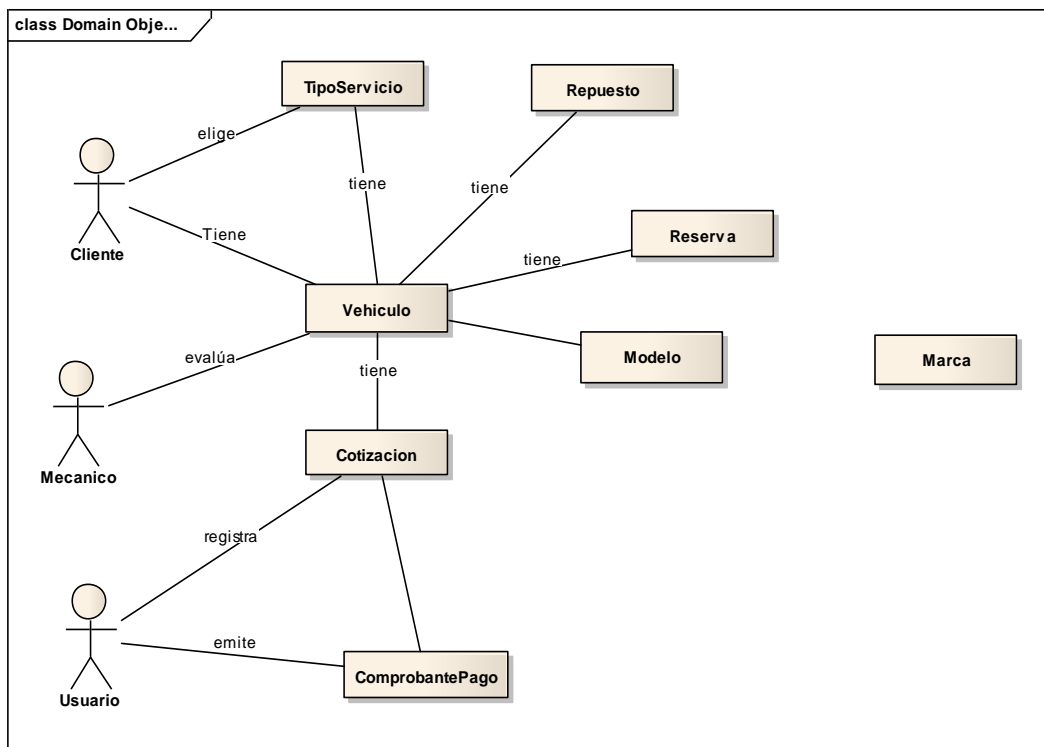 class Domain Obje...
TipoServicio
Repuesto
elige
tiene
tiene
Reserva
Tiene
tiene
Cliente
Vehiculo
Modelo
Marca
evalúa
tiene
Cotizacion
Mecanico
registra
emite
ComprobantePago
Usuario